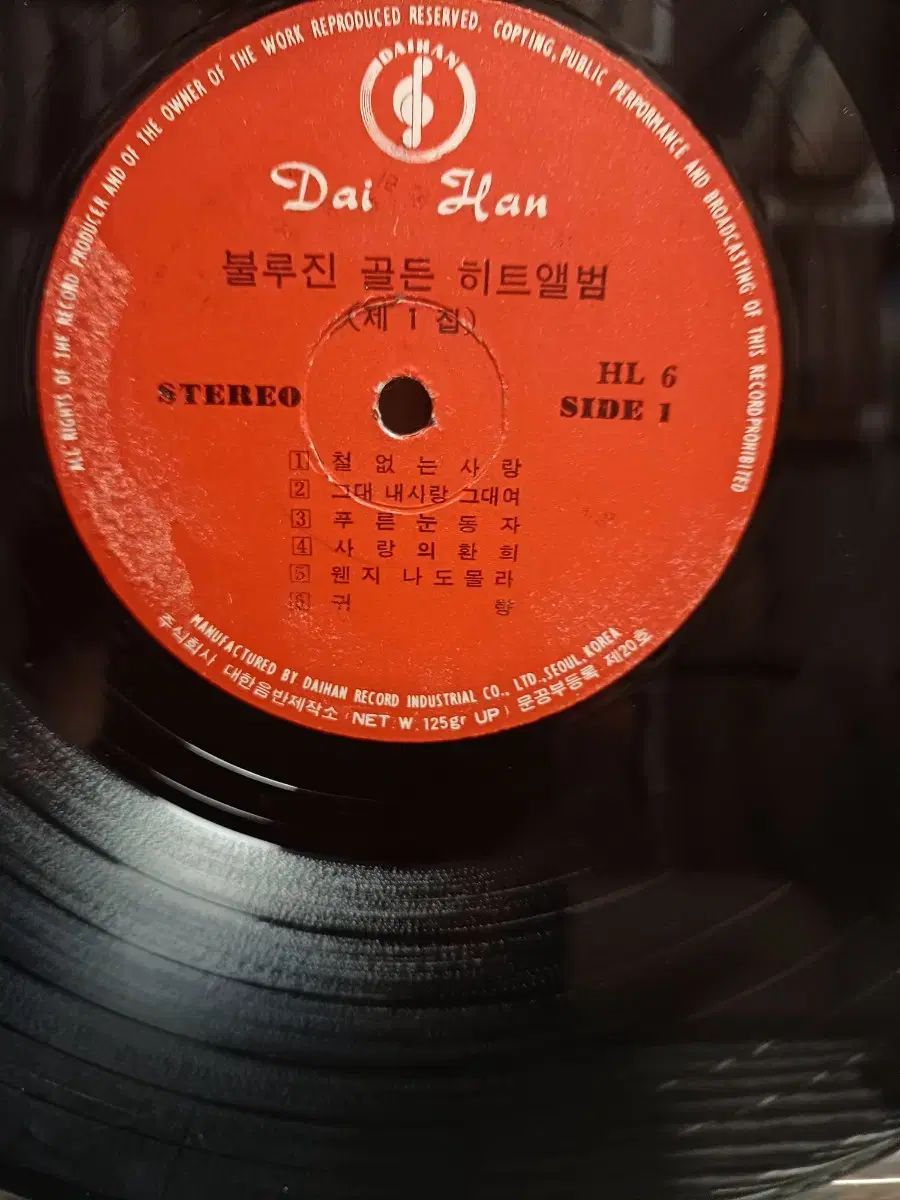 ALL RIGHTS OF THE RECORD PRODUCER AND OF THE OWNER OF THE WORK REPRODUCED RESERVED, COPYING, PUBLIC PERPORMANCE AND BROADCASTING OF THIS RECORD PROHIBITED
DAIHAN
Dai Han
불루진 골든 히트앨범
(제 1 집)
STEREO
HL 6
SIDE 1
1 철 없 는 사 랑
2 그대 내사랑 그대여
3 푸 른 눈 동 자
4 사 랑 의 환 희
5 웬 지 나 도 몰 라
6 귀 향
MANUFACTURED BY DAIHAN RECORD INDUSTRIAL CO., LTD., SEOUL, KOREA
주식회사 대한음반제작소 (NET. W. 125gr UP) 문공부등록 제20호